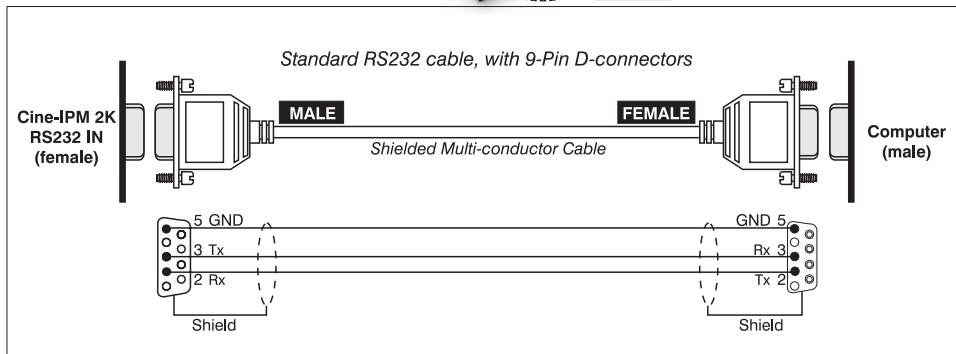 Standard RS232 cable, with 9-Pin D-connectors
Cine-IPM 2K
RS232 IN
(female)
MALE
FEMALE
Shielded Multi-conductor Cable
Computer
(male)
5 GND
GND 5
3 Tx
Rx 3
2 Rx
Tx 2
Shield
Shield